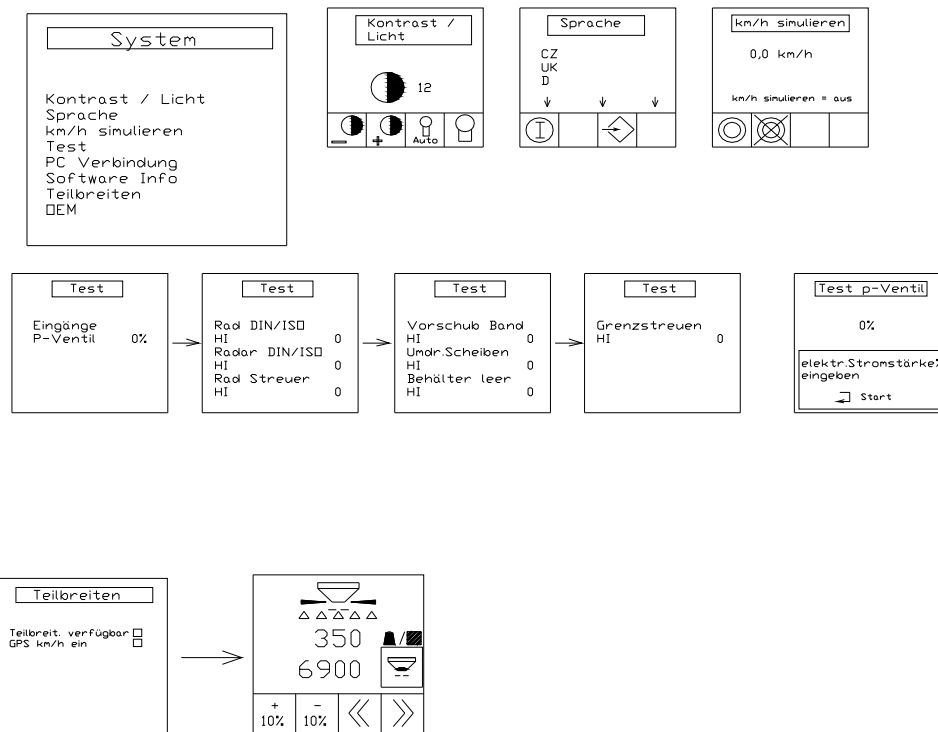 System
Kontrast / Licht
Sprache
km/h simulieren
Test
PC Verbindung
Software Info
Teilbreiten
OEM
Kontrast /
Licht
12
Auto
Sprache
CZ
UK
D
km/h simulieren
0,0 km/h
km/h simulieren = aus
Test
Eingänge
P-Ventil 0%
Test
Rad DIN/ISO
HI 0
Radar DIN/ISO
HI 0
Rad Streuer
HI 0
Test
Vorschub Band
HI 0
Umdr.Scheiben
HI 0
Behälter leer
HI 0
Test
Grenzstreuen
HI 0
Test p-Ventil
0%
elektr.Stromstärke%
eingeben
Start
Teilbreiten
Teilbreit. verfügbar
GPS km/h ein
350
6900
+
10%
-
10%